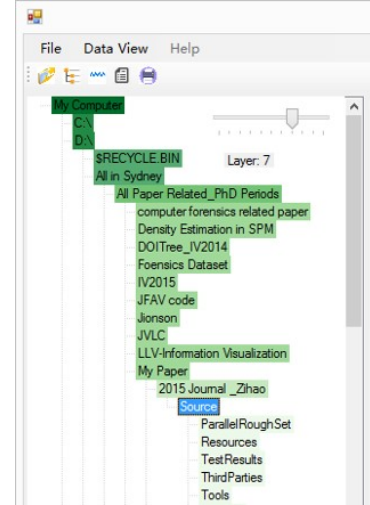 File Data View Help
My Computer
C:\
D:\
$RECYCLE.BIN
Layer: 7
All in Sydney
All Paper Related_PhD Periods
computer forensics related paper
Density Estimation in SPM
DOITree_IV2014
Foensics Dataset
IV2015
JFAV code
Jionson
JVLC
LLV-Information Visualization
My Paper
2015 Journal _Zihao
Source
ParallelRoughSet
Resources
TestResults
ThirdParties
Tools